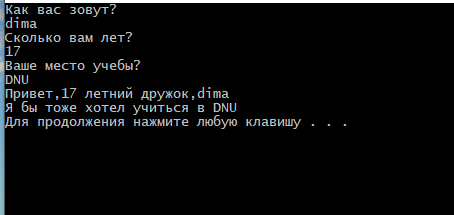 Как вас зовут?
dima
Сколько вам лет?
17
Ваше место учебы?
DNU
Привет,17 летний дружок,dima
Я бы тоже хотел учиться в DNU
Для продолжения нажмите любую клавишу . . .